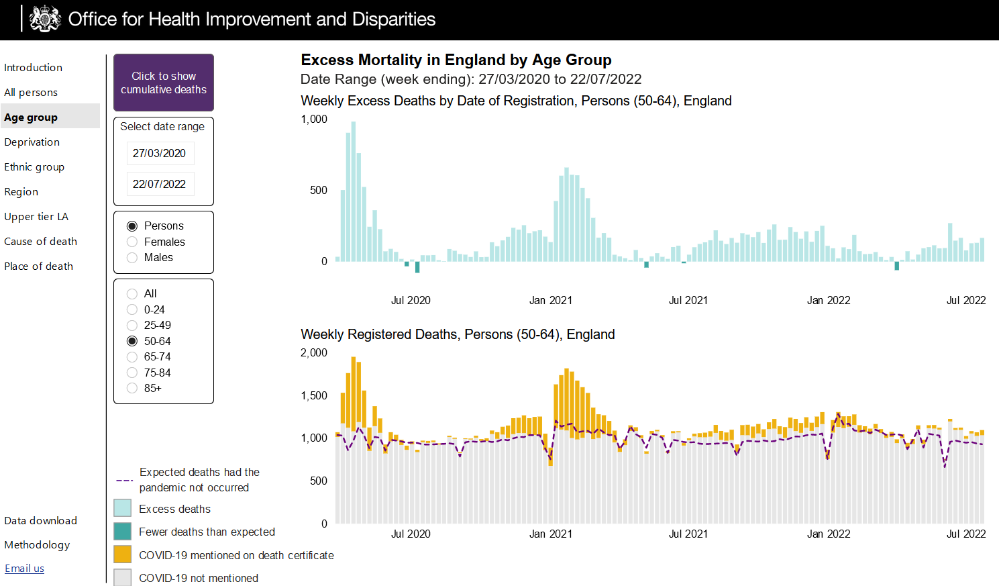 Office for Health Improvement and Disparities
Introduction
All persons
Age group
Deprivation
Ethnic group
Region
Upper tier LA
Cause of death
Place of death
Data download
Methodology
Email us
Click to show
cumulative deaths
Select date range
27/03/2020
22/07/2022
Persons
Females
Males
All
0-24
25-49
50-64
65-74
75-84
85+
Expected deaths had the
pandemic not occurred
Excess deaths
Fewer deaths than expected
COVID-19 mentioned on death certificate
COVID-19 not mentioned
Excess Mortality in England by Age Group
Date Range (week ending): 27/03/2020 to 22/07/2022
Weekly Excess Deaths by Date of Registration, Persons (50-64), England
1,000
500
0
Jul 2020 Jan 2021 Jul 2021 Jan 2022 Jul 2022
Weekly Registered Deaths, Persons (50-64), England
2,000
1,500
1,000
500
0
Jul 2020 Jan 2021 Jul 2021 Jan 2022 Jul 2022